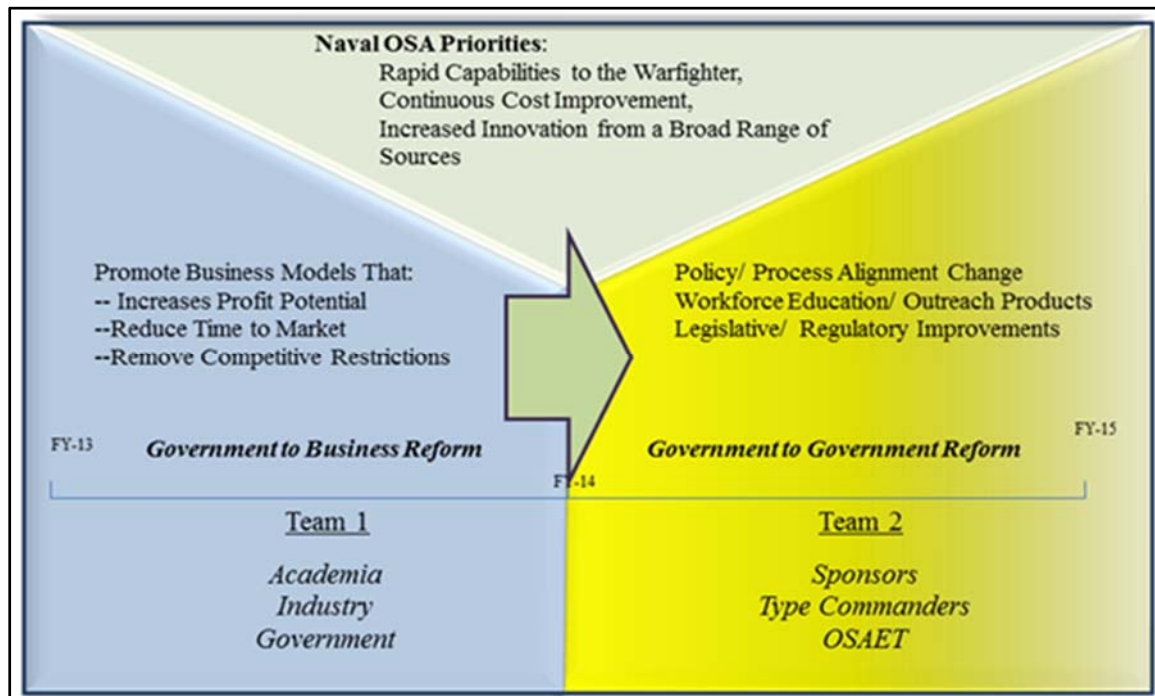 Naval OSA Priorities:
Rapid Capabilities to the Warfighter,
Continuous Cost Improvement,
Increased Innovation from a Broad Range of
Sources
Promote Business Models That:
-- Increases Profit Potential
--Reduce Time to Market
--Remove Competitive Restrictions
Policy/ Process Alignment Change
Workforce Education/ Outreach Products
Legislative/ Regulatory Improvements
FY-13
Government to Business Reform
FY-14
Government to Government Reform
FY-15
Team 1
Academia
Industry
Government
Team 2
Sponsors
Type Commanders
OSAET